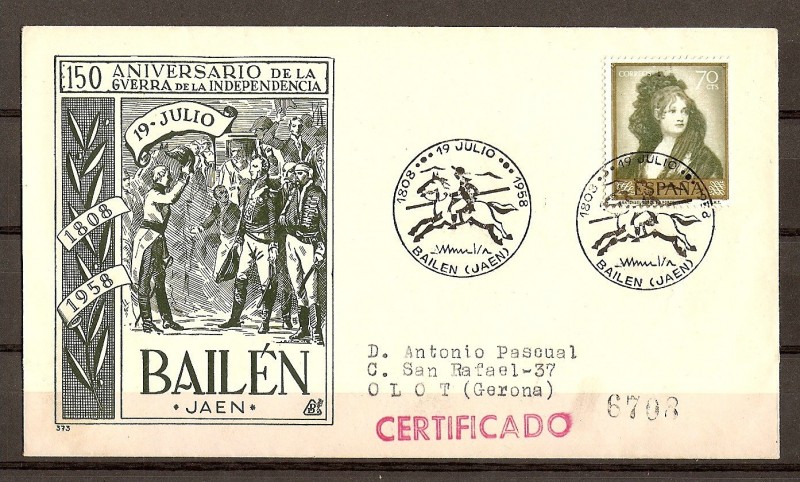 150 ANIVERSARIO DE LA
GVERRA DE LA INDEPENDENCIA
19 - JULIO
1808
1958
BAILÉN
· JAEN *
373
1808 19 JULIO 1958
BAILEN (JAEN)
CORREOS 70
CTS
ESPAÑA
1808 19 JULIO
BAILEN (JAEN)
D. Antonio Pascual
C. San Rafael-37
OLOT (Gerona)
6708
CERTIFICADO